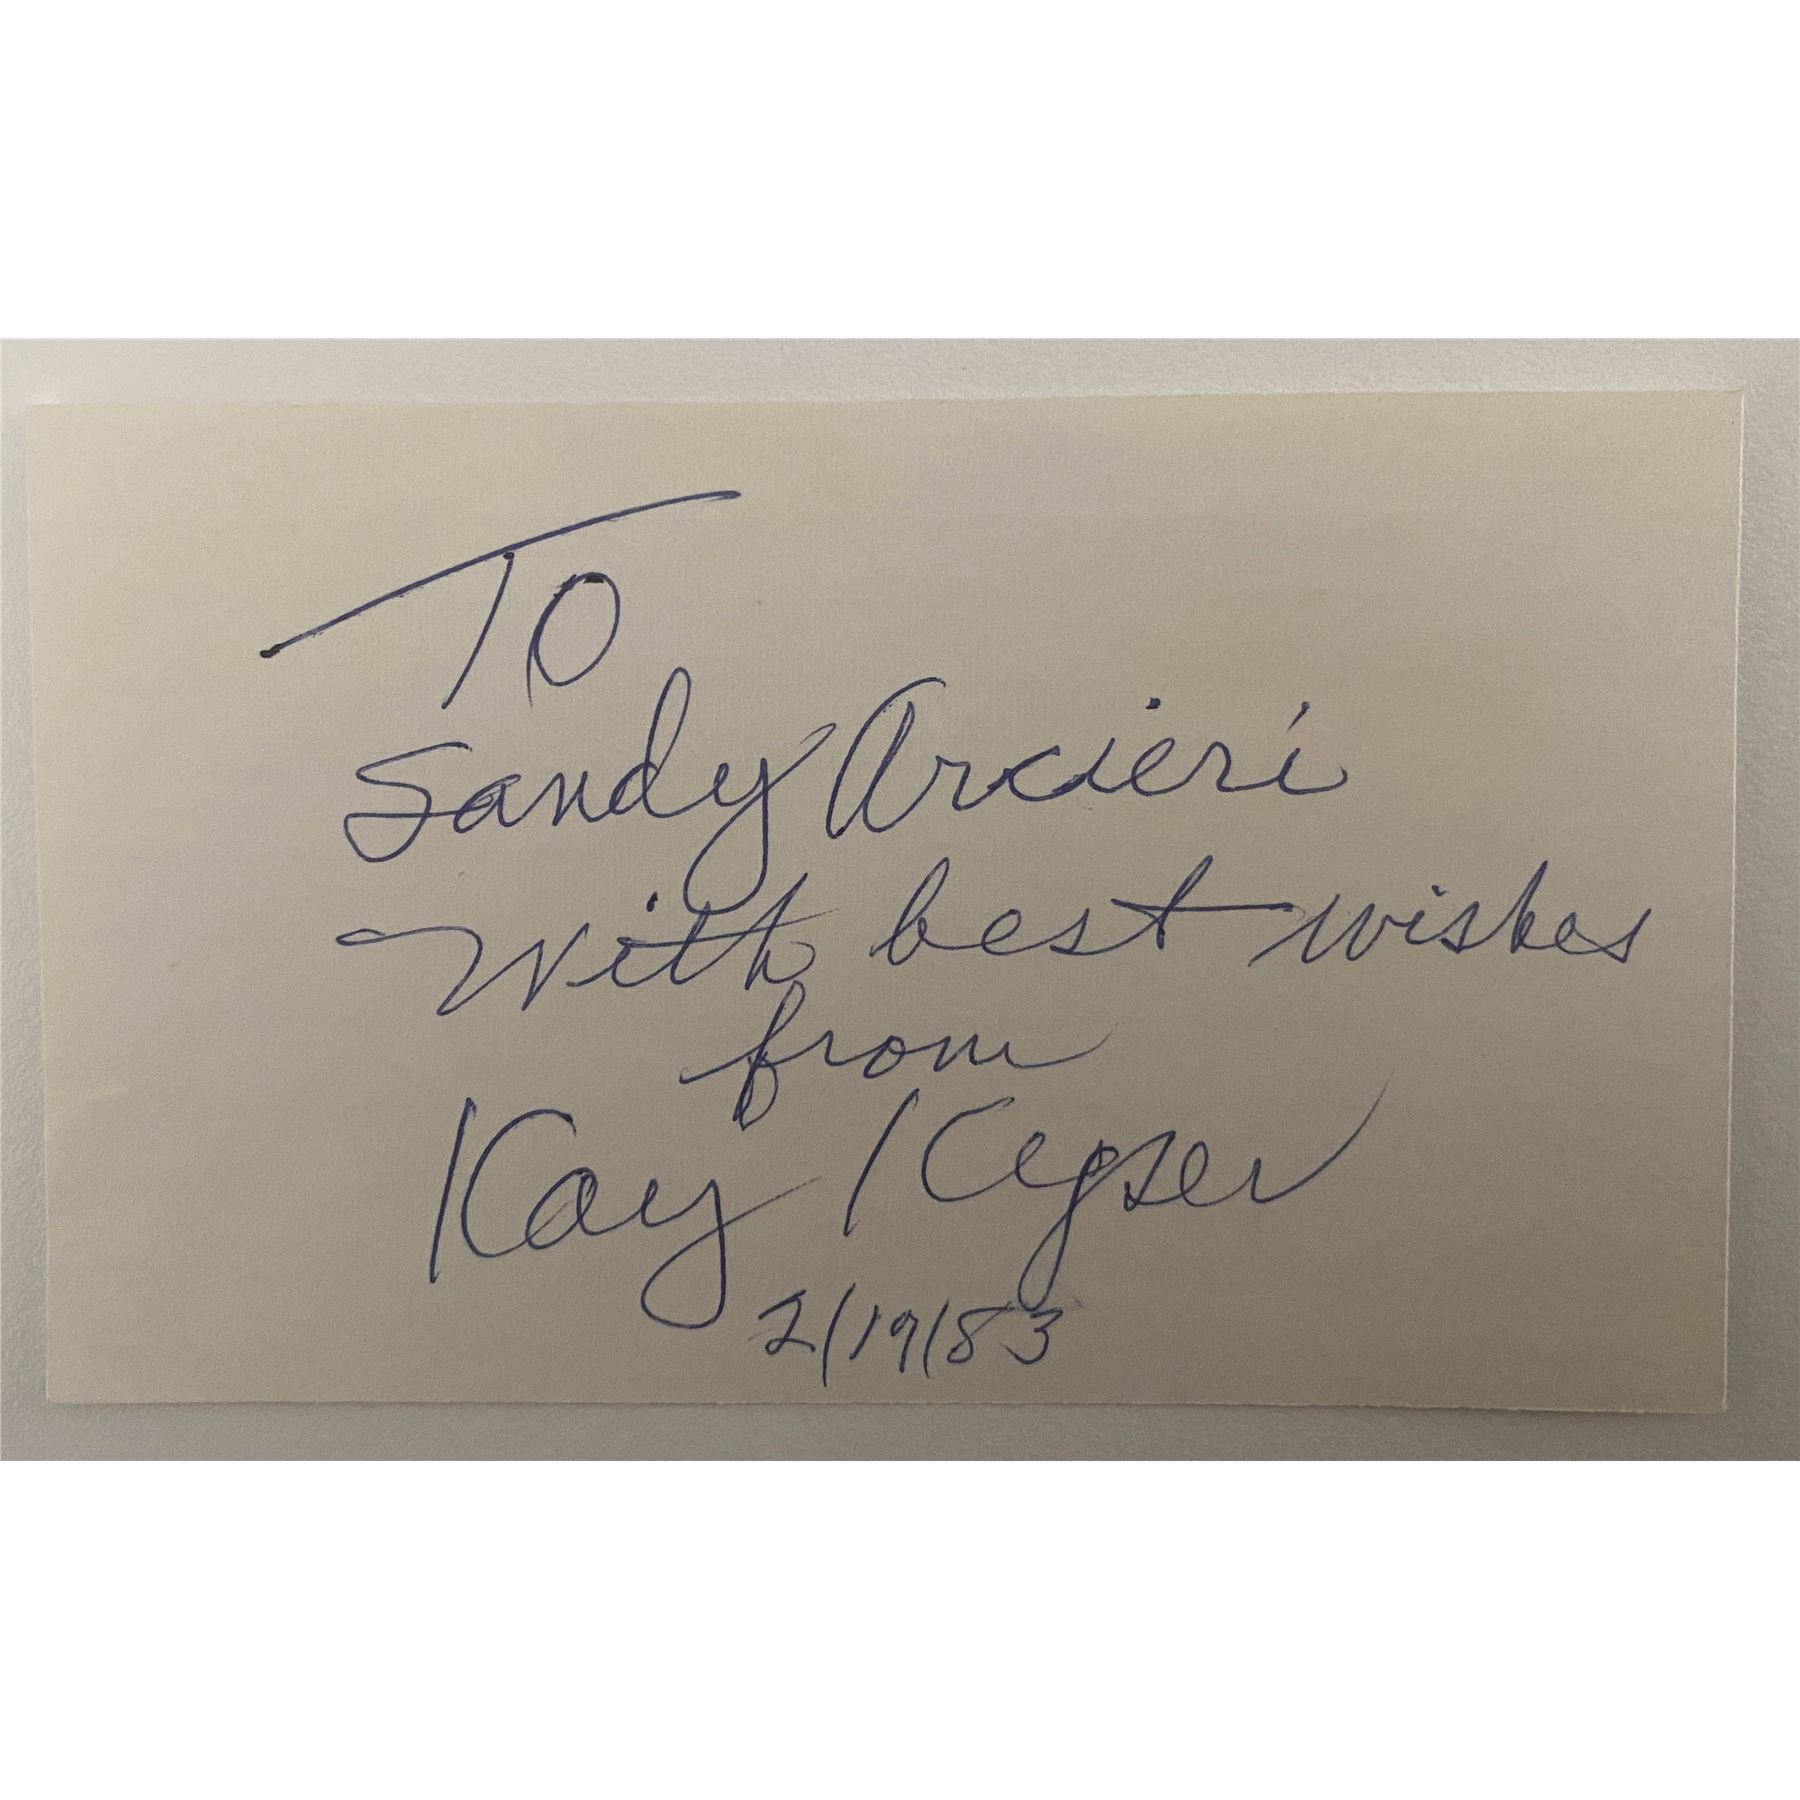 To
Sandy Arcieri
With best wishes
from
Kay Kyser
2/19/83